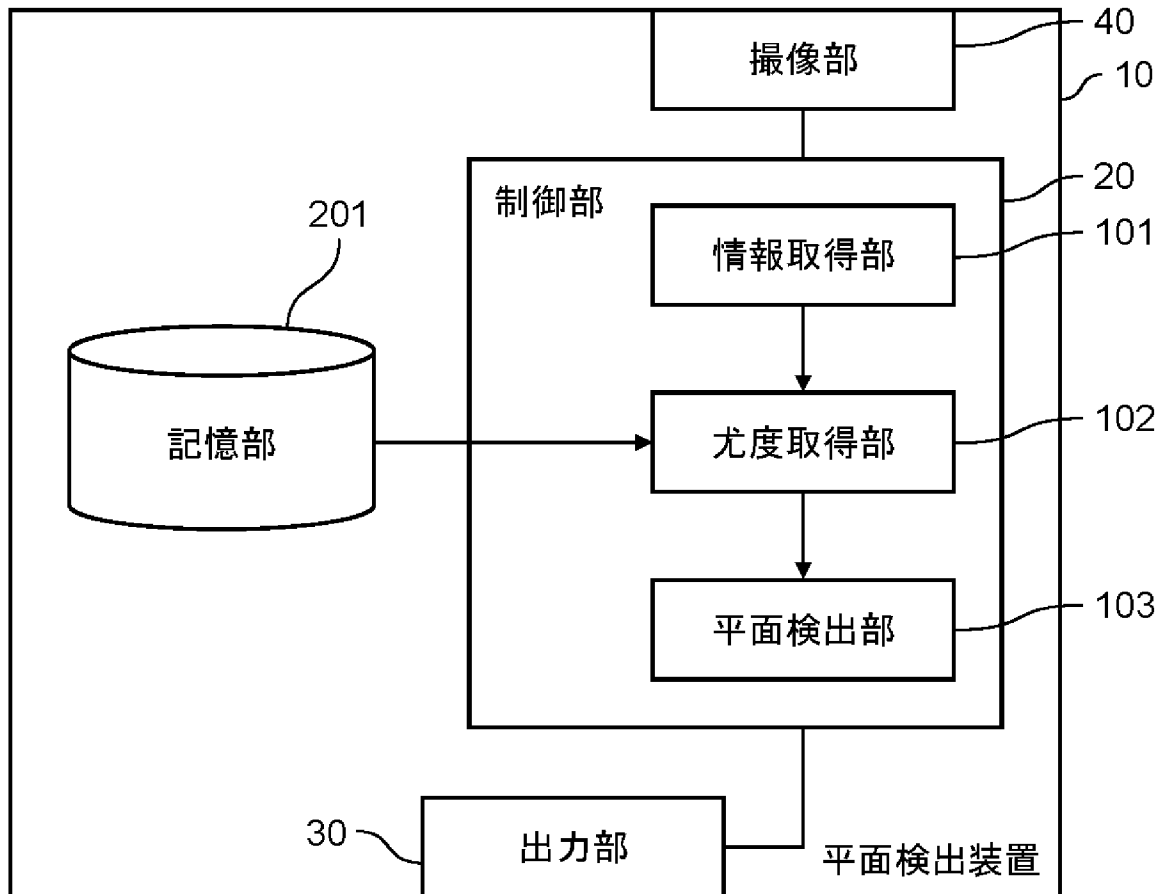 撮像部
40
10
制御部
20
情報取得部
101
201
記憶部
尤度取得部
102
平面検出部
103
30
出力部
平面検出装置